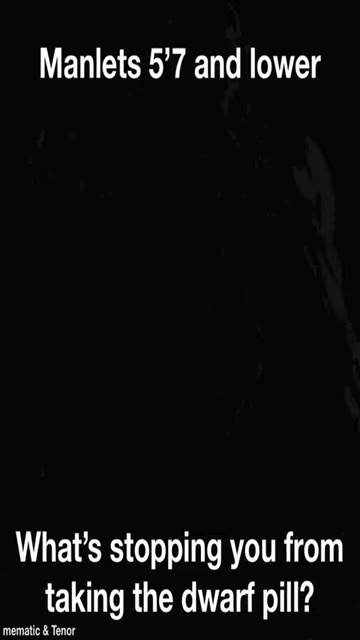 Manlets 5’7 and lower
What’s stopping you from
taking the dwarf pill?
mematic & Tenor